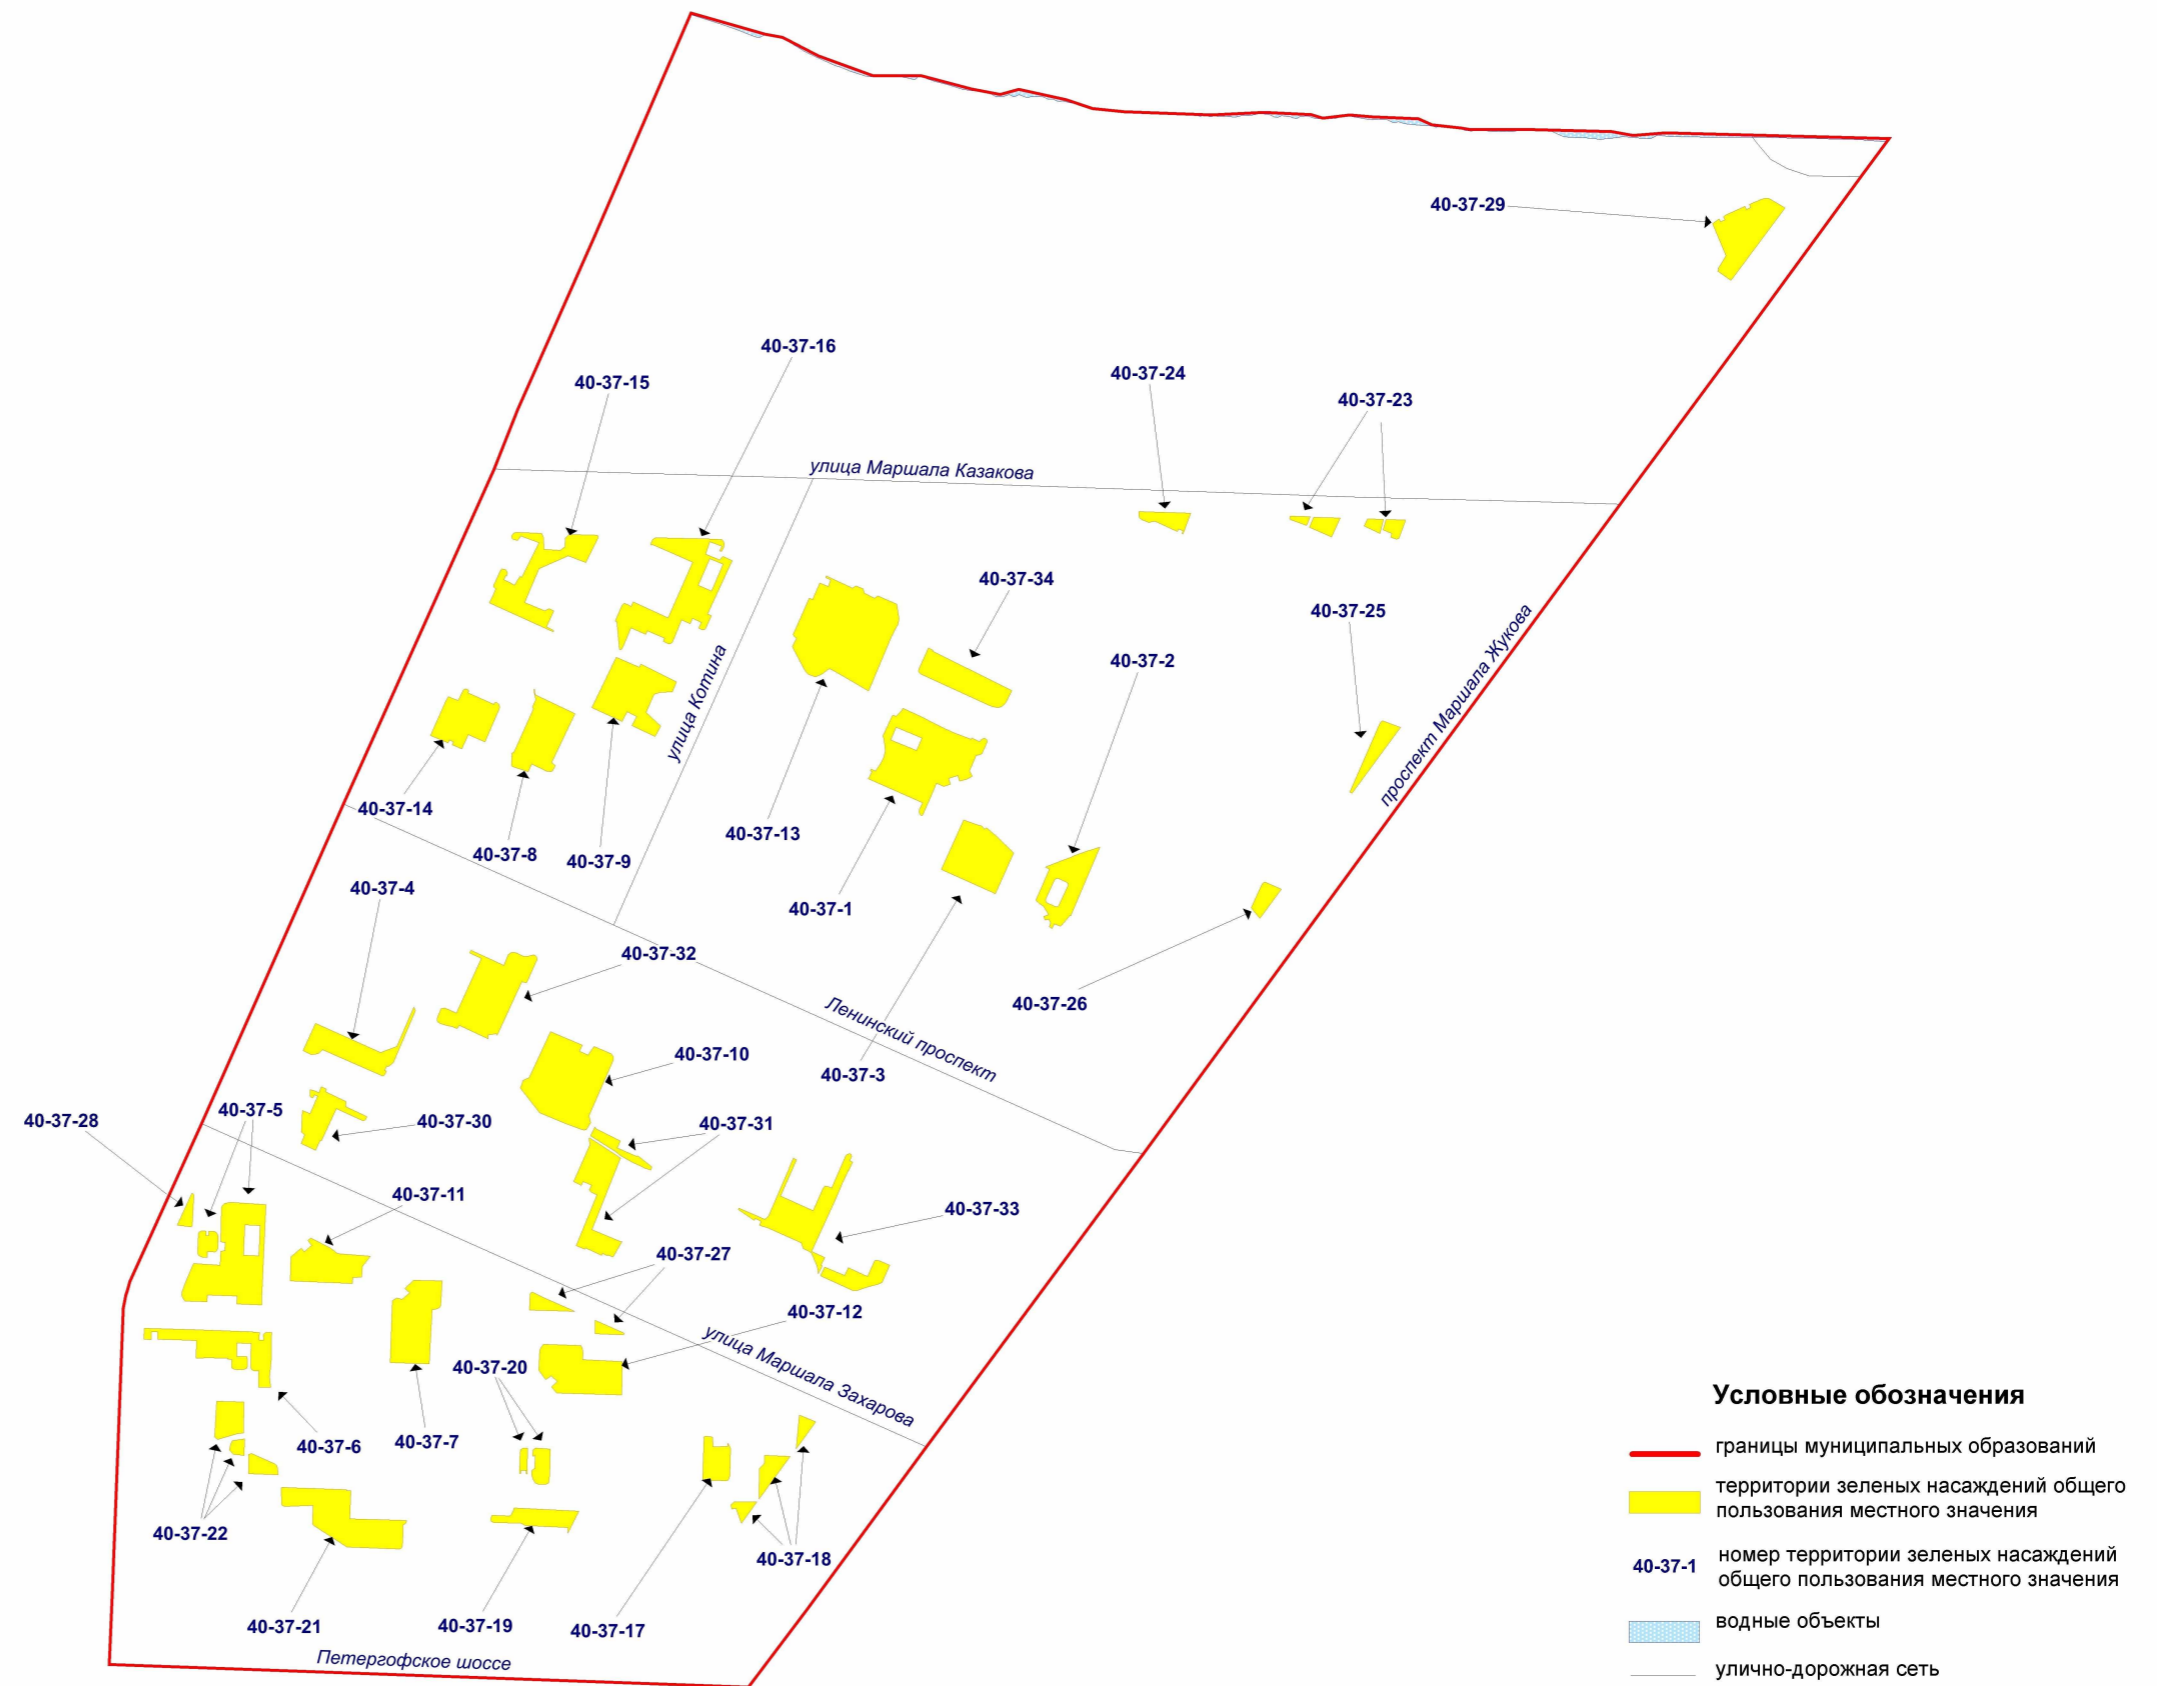 40-37-29
40-37-16
40-37-24
40-37-15
40-37-23
улица Маршала Казакова
40-37-34
40-37-25
40-37-2
улица Котина
проспект Маршала Жукова
40-37-14
40-37-13
40-37-8
40-37-9
40-37-4
40-37-1
40-37-32
40-37-26
Ленинский проспект
40-37-10
40-37-3
40-37-5
40-37-28
40-37-30
40-37-31
40-37-11
40-37-33
40-37-27
40-37-12
улица Маршала Захарова
40-37-20
40-37-7
40-37-6
40-37-22
40-37-18
40-37-21
40-37-19
40-37-17
Петергофское шоссе
Условные обозначения
границы муниципальных образований
территории зеленых насаждений общего
пользования местного значения
40-37-1
номер территории зеленых насаждений
общего пользования местного значения
водные объекты
улично-дорожная сеть